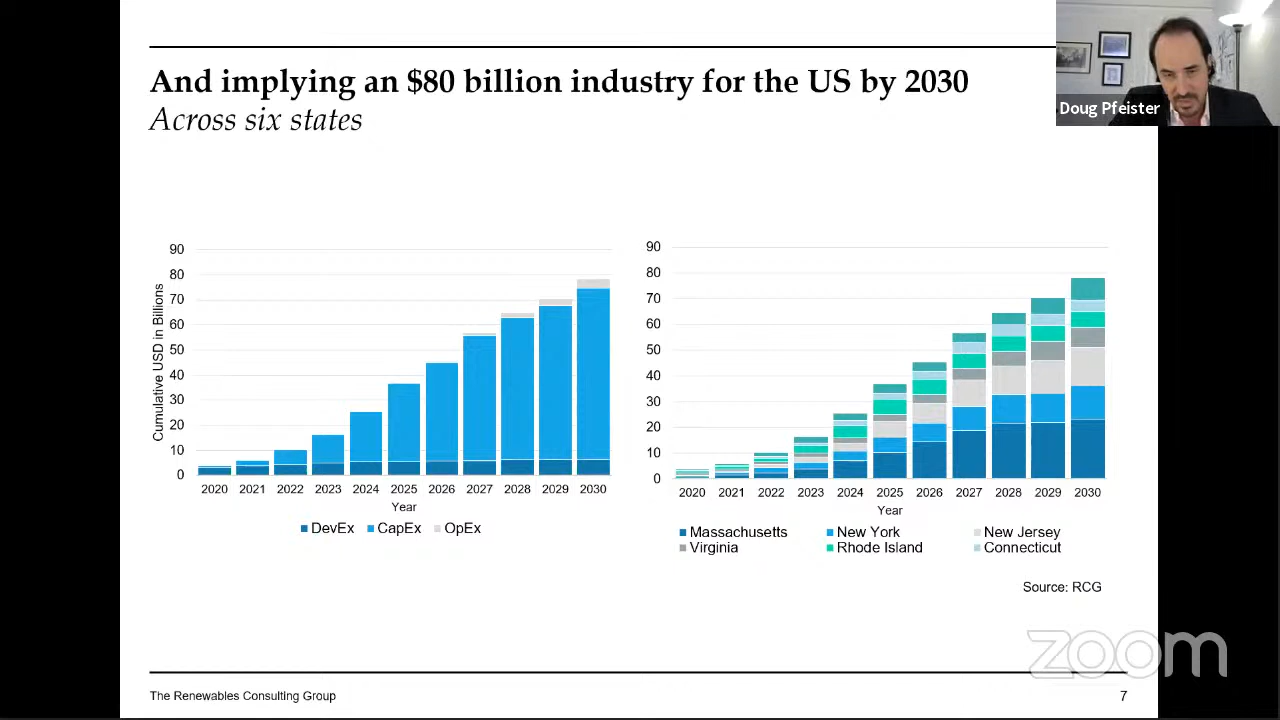 And implying an $80 billion industry for the US by 2030
Across six states
Doug Pfeister
Cumulative USD in Billions
90
80
70
60
50
40
30
20
10
0
2020 2021 2022 2023 2024 2025 2026 2027 2028 2029 2030
Year
DevEx CapEx OpEx
90
80
70
60
50
40
30
20
10
0
2020 2021 2022 2023 2024 2025 2026 2027 2028 2029 2030
Year
Massachusetts New York New Jersey
Virginia Rhode Island Connecticut
Source: RCG
zoom
The Renewables Consulting Group
7